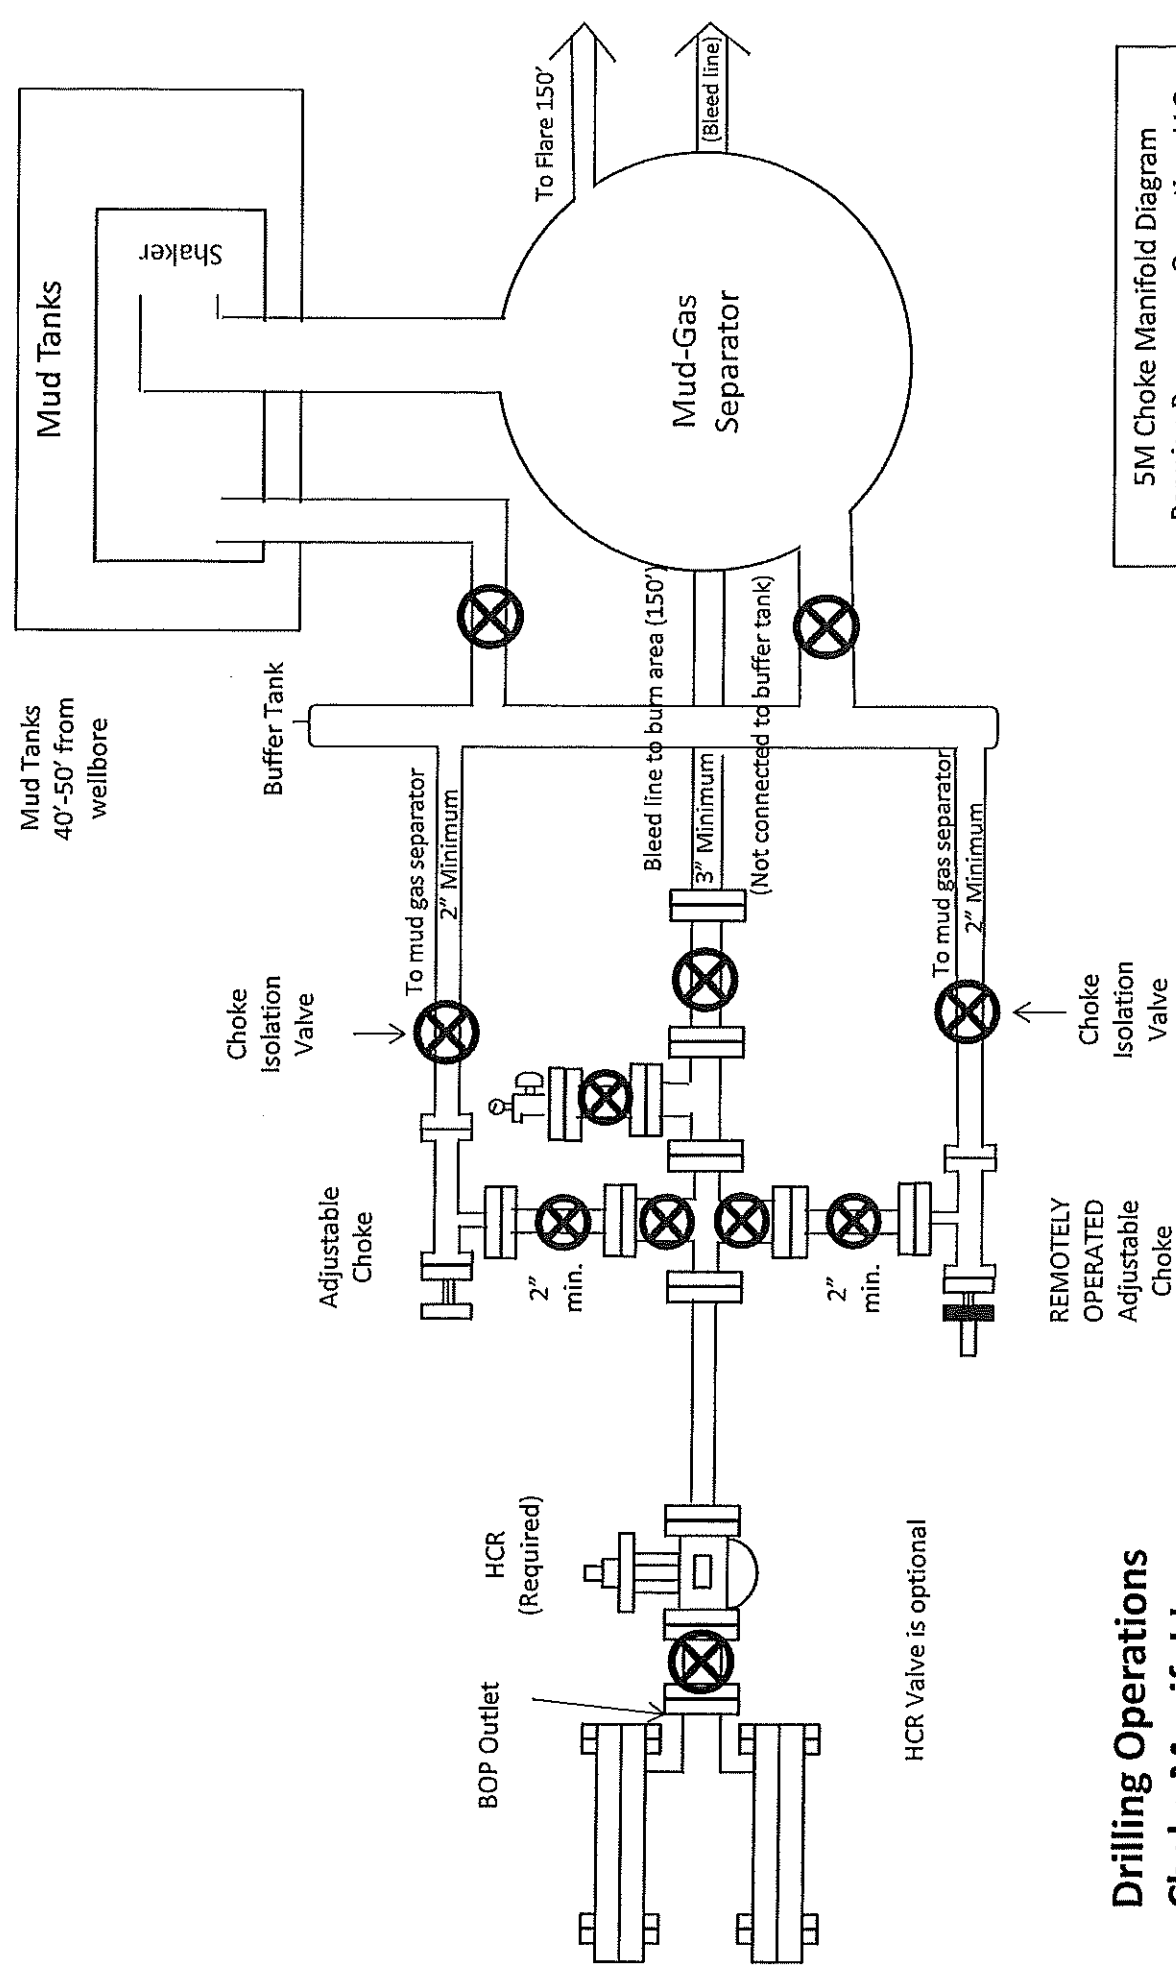 Mud Tanks
40'-50' from
wellbore
Mud Tanks
Shaker
Buffer Tank
To Flare 150'
(Bleed line)
Mud-Gas
Separator
Choke
Isolation
Valve
To mud gas separator
2" Minimum
Bleed line to burn area (150')
3" Minimum
(Not connected to buffer tank)
To mud gas separator
2" Minimum
Choke
Isolation
Valve
Adjustable
Choke
2"
min.
2"
min.
REMOTELY
OPERATED
Adjustable
Choke
HCR
(Required)
BOP Outlet
HCR Valve is optional
Drilling Operations
5M Choke Manifold Diagram